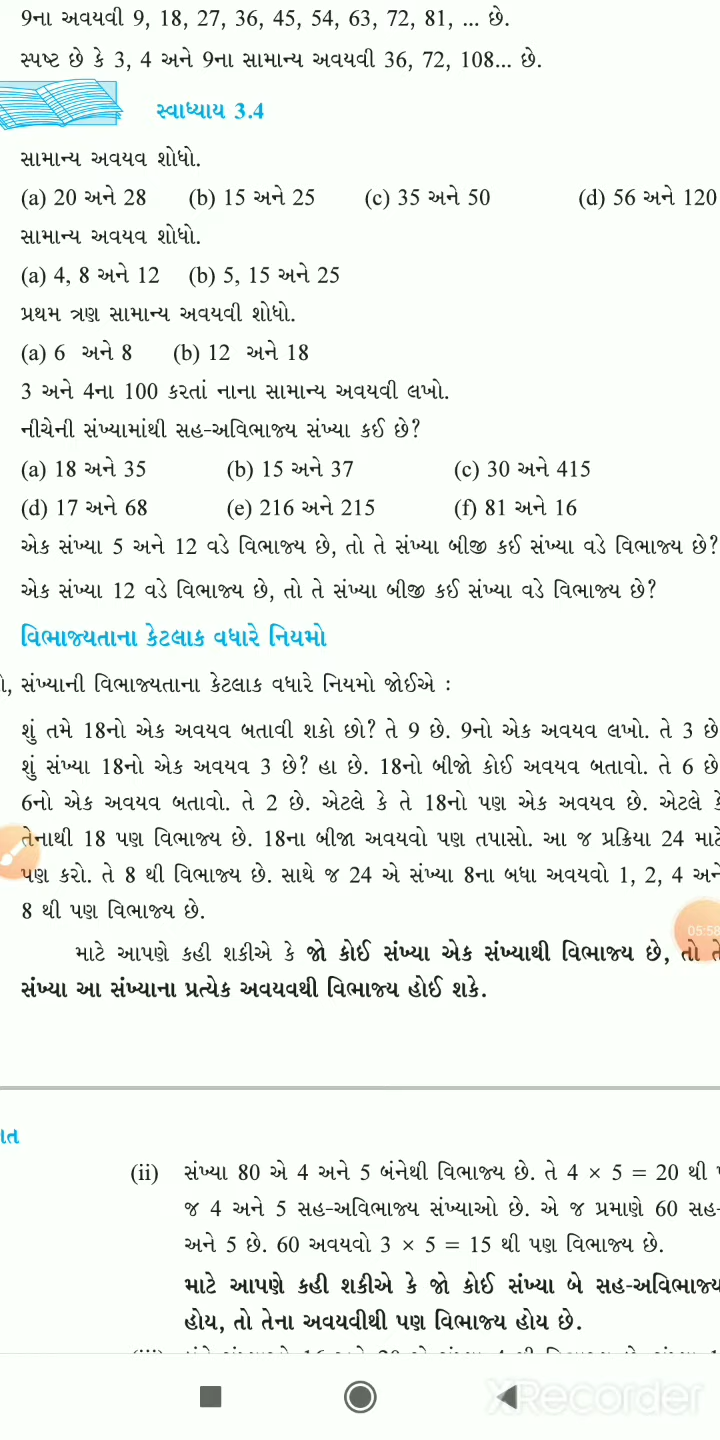 9ના અવયવી 9, 18, 27, 36, 45, 54, 63, 72, 81, ... છે.
સ્પષ્ટ છે કે 3, 4 અને 9ના સામાન્ય અવયવી 36, 72, 108... છે.
સ્વાધ્યાય 3.4
સામાન્ય અવયવ શોધો.
(a) 20 અને 28 (b) 15 અને 25 (c) 35 અને 50 (d) 56 અને 120
સામાન્ય અવયવ શોધો.
(a) 4, 8 અને 12 (b) 5, 15 અને 25
પ્રથમ ત્રણ સામાન્ય અવયવી શોધો.
(a) 6 અને 8 (b) 12 અને 18
3 અને 4ના 100 કરતાં નાના સામાન્ય અવયવી લખો.
નીચેની સંખ્યામાંથી સહ-અવિભાજ્ય સંખ્યા કઈ છે?
(a) 18 અને 35 (b) 15 અને 37 (c) 30 અને 415
(d) 17 અને 68 (e) 216 અને 215 (f) 81 અને 16
એક સંખ્યા 5 અને 12 વડે વિભાજ્ય છે, તો તે સંખ્યા બીજી કઈ સંખ્યા વડે વિભાજ્ય છે?
એક સંખ્યા 12 વડે વિભાજ્ય છે, તો તે સંખ્યા બીજી કઈ સંખ્યા વડે વિભાજ્ય છે?
વિભાજ્યતાના કેટલાક વધારે નિયમો
સંખ્યાની વિભાજ્યતાના કેટલાક વધારે નિયમો જોઈએ :
શું તમે 18નો એક અવયવ બતાવી શકો છો? તે 9 છે. 9નો એક અવયવ લખો. તે 3 છે
શું સંખ્યા 18નો એક અવયવ 3 છે? હા છે. 18નો બીજો કોઈ અવયવ બતાવો. તે 6 છે
6નો એક અવયવ બતાવો. તે 2 છે. એટલે કે તે 18નો પણ એક અવયવ છે. એટલે કે
તેનાથી 18 પણ વિભાજ્ય છે. 18ના બીજા અવયવો પણ તપાસો. આ જ પ્રક્રિયા 24 માટે
પણ કરો. તે 8 થી વિભાજ્ય છે. સાથે જ 24 એ સંખ્યા 8ના બધા અવયવો 1, 2, 4 અને
8 થી પણ વિભાજ્ય છે.
05:58
માટે આપણે કહી શકીએ કે જો કોઈ સંખ્યા એક સંખ્યાથી વિભાજ્ય છે, તો તે
સંખ્યા આ સંખ્યાના પ્રત્યેક અવયવથી વિભાજ્ય હોઈ શકે.
(ii) સંખ્યા 80 એ 4 અને 5 બંનેથી વિભાજ્ય છે. તે 4 × 5 = 20 થી
જ 4 અને 5 સહ-અવિભાજ્ય સંખ્યાઓ છે. એ જ પ્રમાણે 60 સહ-
અને 5 છે. 60 અવયવો 3 × 5 = 15 થી પણ વિભાજ્ય છે.
માટે આપણે કહી શકીએ કે જો કોઈ સંખ્યા બે સહ-અવિભાજ્ય
હોય, તો તેના અવયવીથી પણ વિભાજ્ય હોય છે.
XRecorder